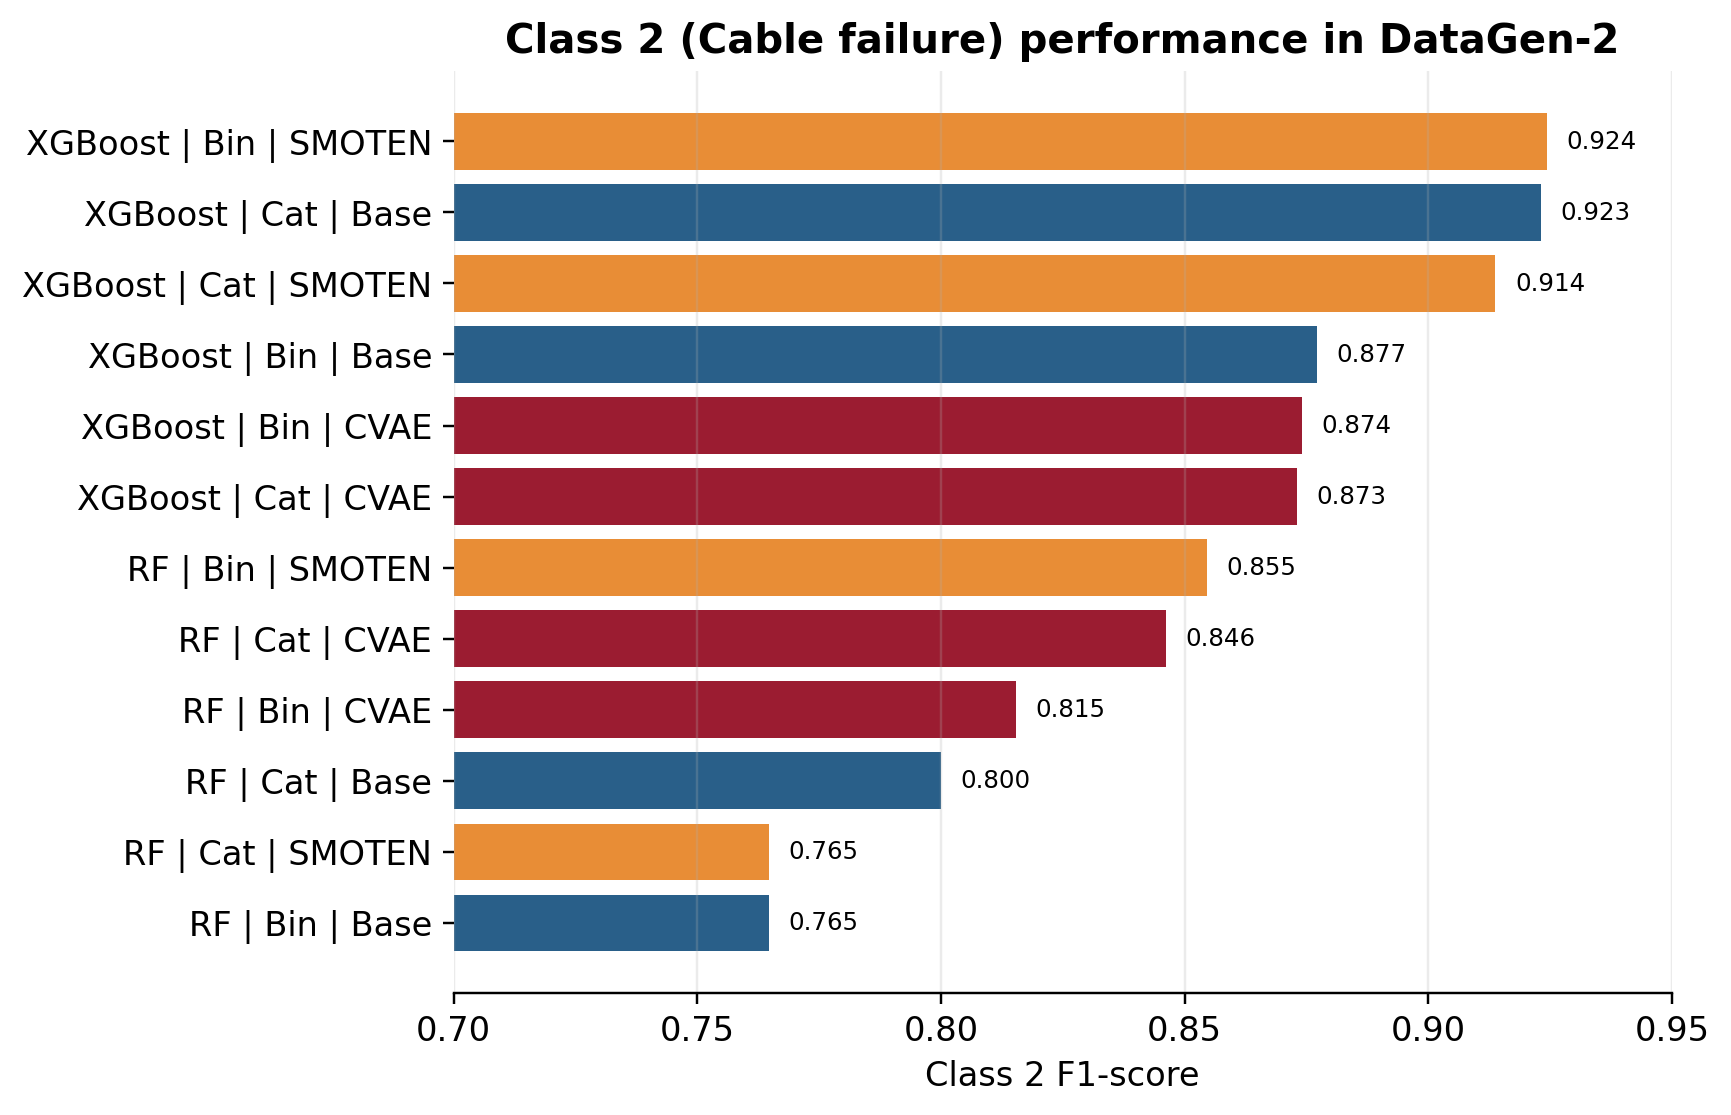 Class 2 (Cable failure) performance in DataGen-2
XGBoost | Bin | SMOTEN 0.924
XGBoost | Cat | Base 0.923
XGBoost | Cat | SMOTEN 0.914
XGBoost | Bin | Base 0.877
XGBoost | Bin | CVAE 0.874
XGBoost | Cat | CVAE 0.873
RF | Bin | SMOTEN 0.855
RF | Cat | CVAE 0.846
RF | Bin | CVAE 0.815
RF | Cat | Base 0.800
RF | Cat | SMOTEN 0.765
RF | Bin | Base 0.765
0.70 0.75 0.80 0.85 0.90 0.95
Class 2 F1-score